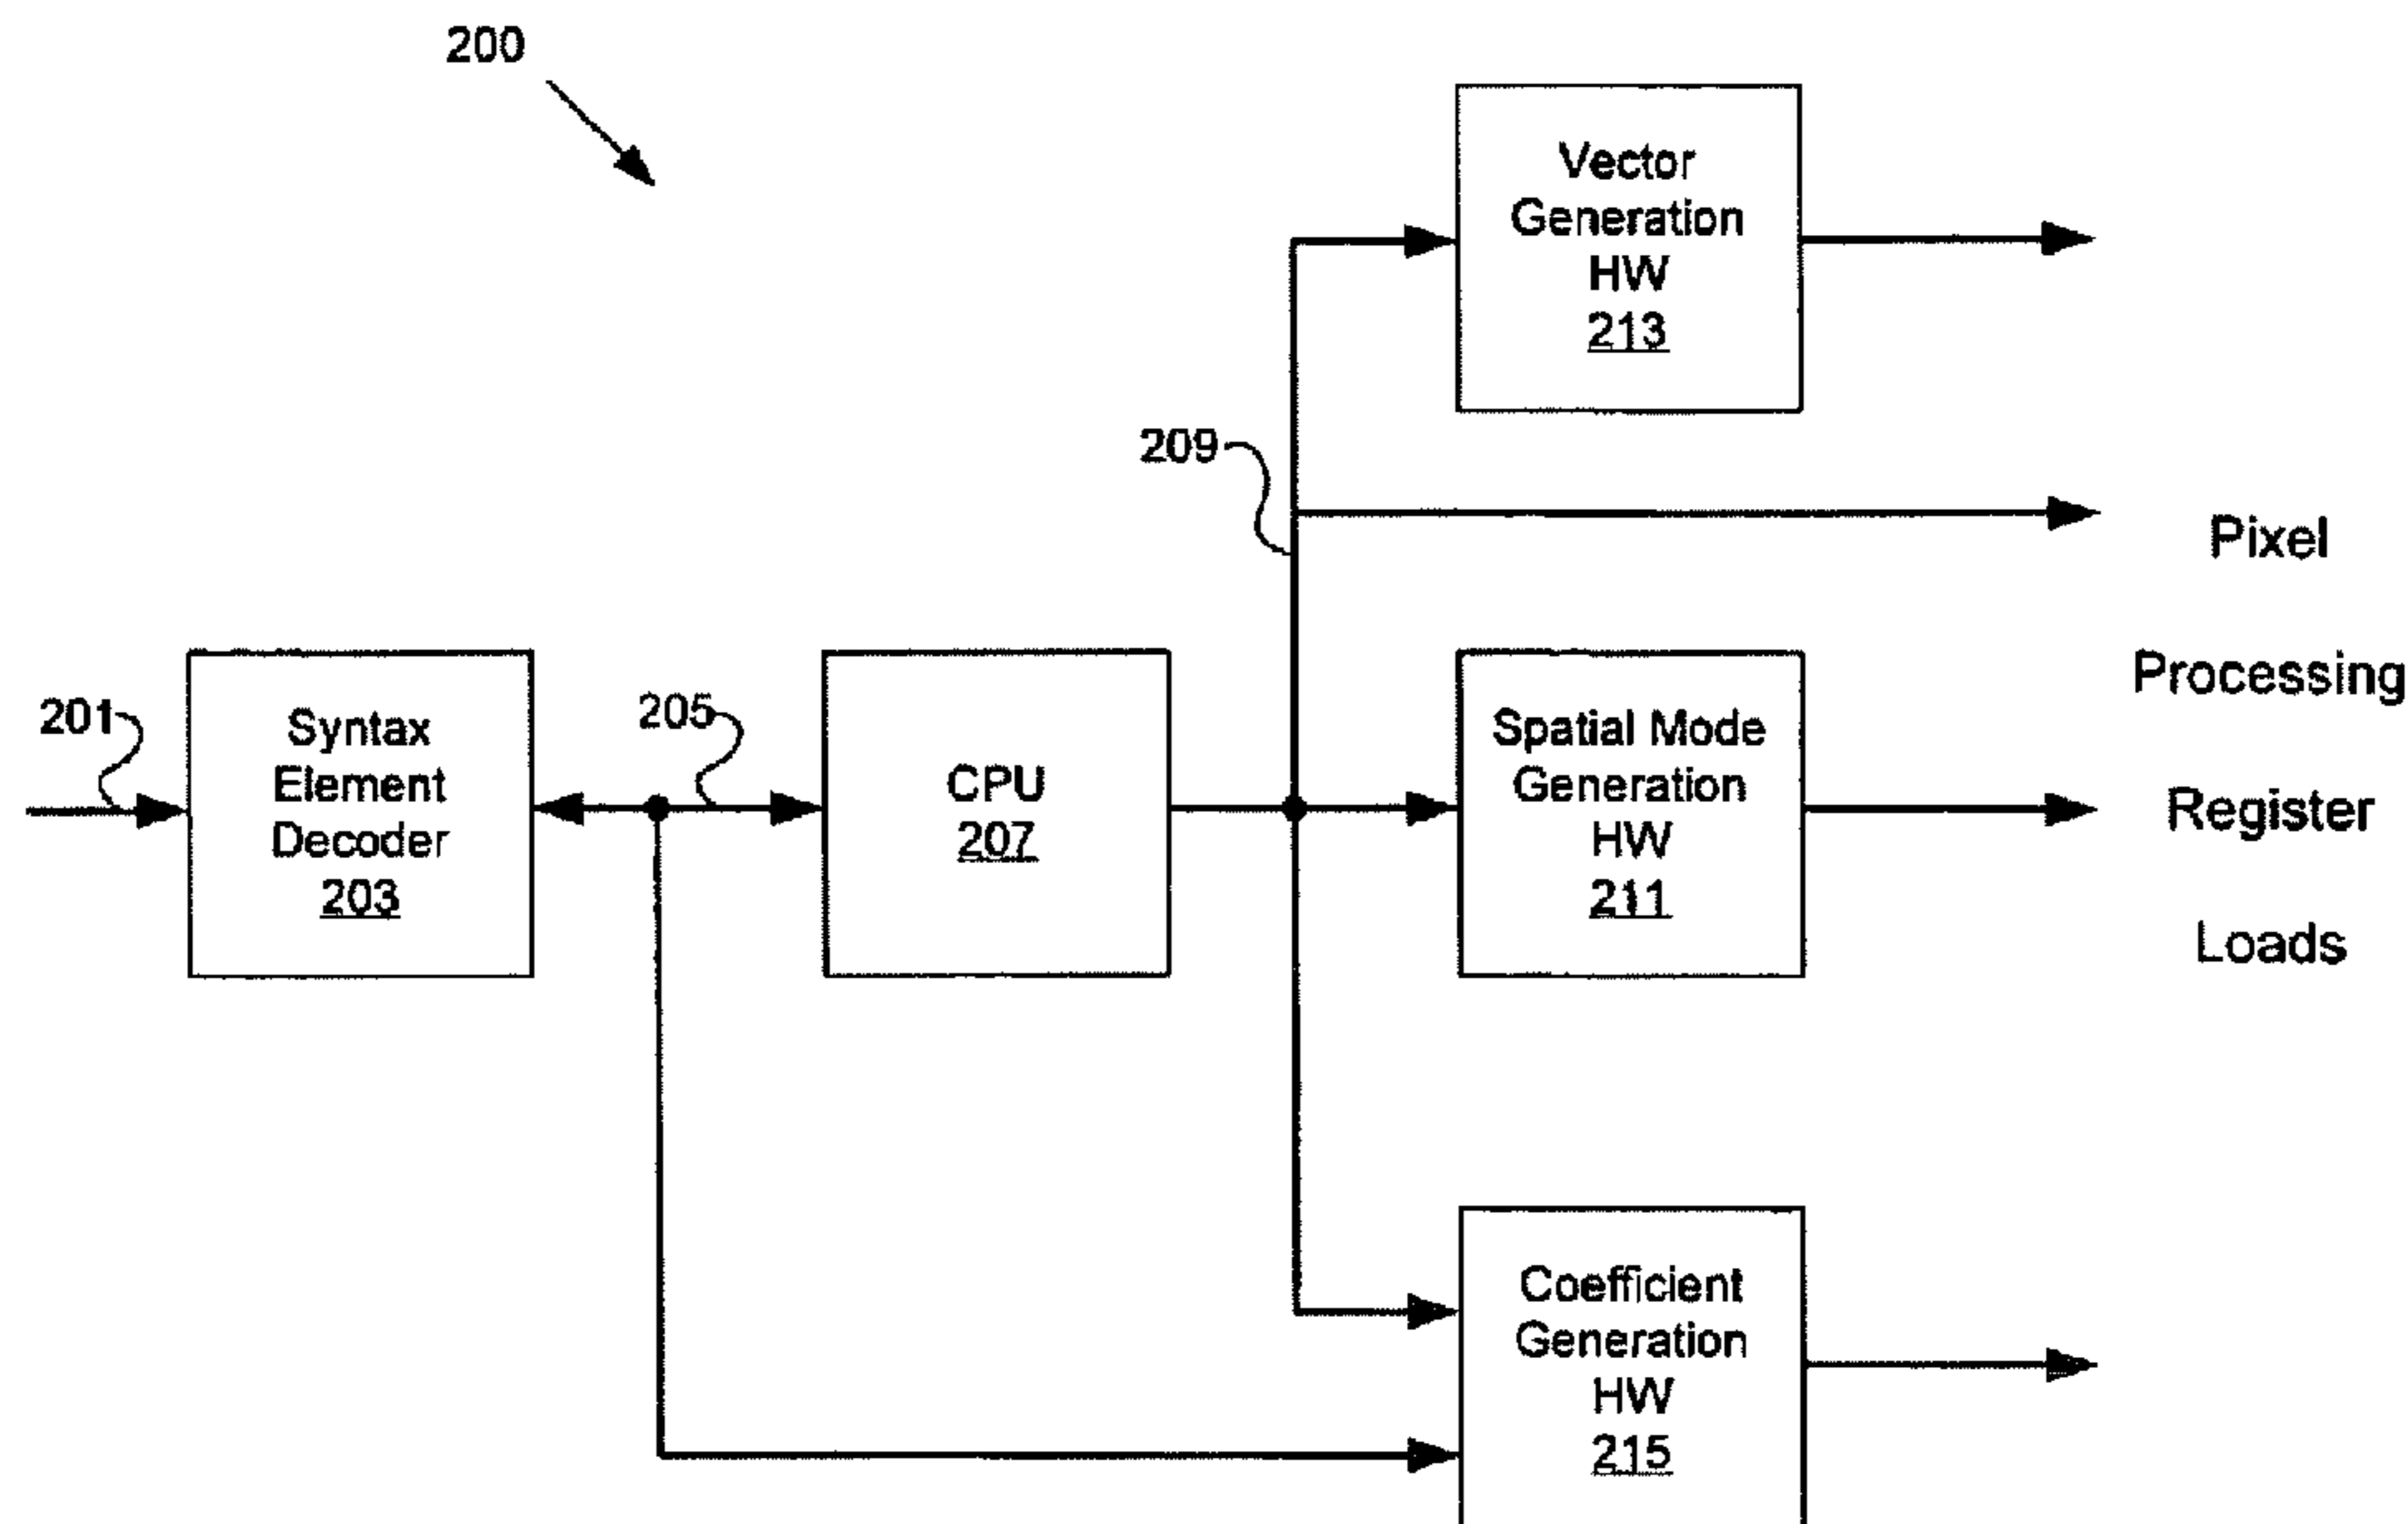 200
Vector
Generation
HW
213
209
Pixel
Processing
Register
Loads
201
Syntax
Element
Decoder
203
205
CPU
207
Spatial Mode
Generation
HW
211
Coefficient
Generation
HW
215